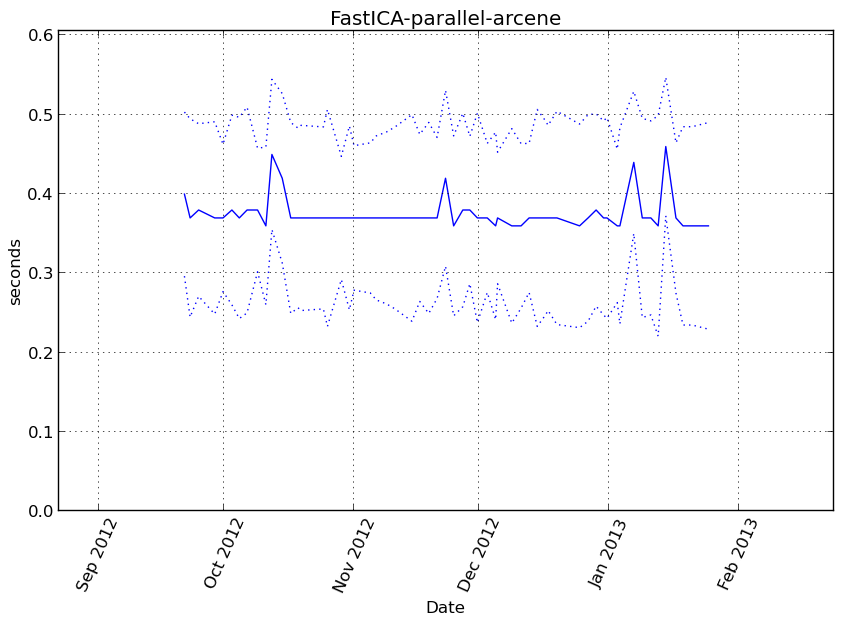 FastICA-parallel-arcene
0.6
0.5
0.4
0.3
0.2
0.1
0.0
seconds
Sep 2012
Oct 2012
Nov 2012
Dec 2012
Jan 2013
Feb 2013
Date